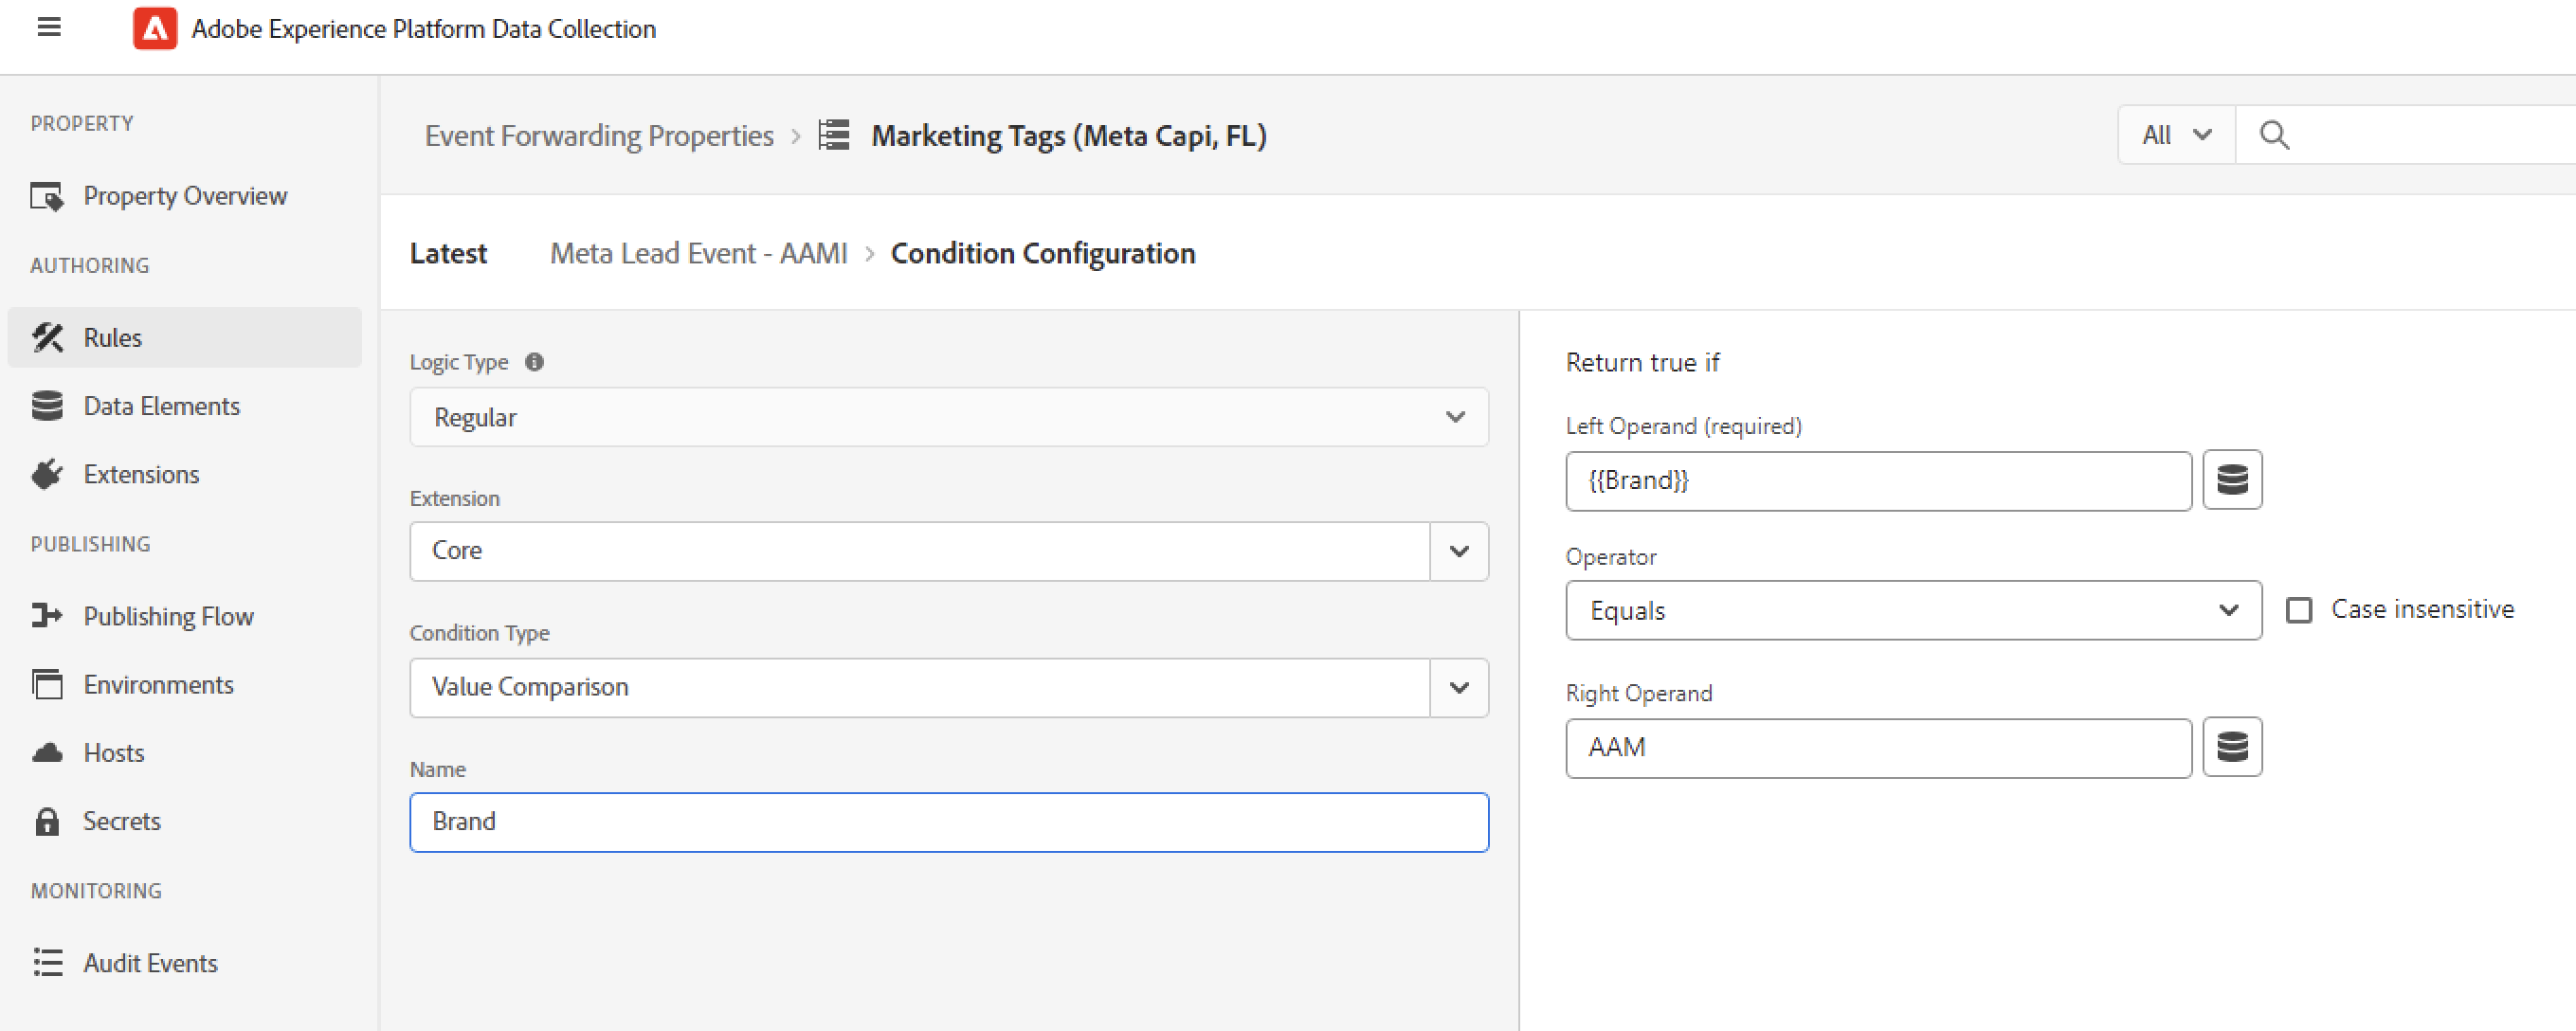 Adobe Experience Platform Data Collection
PROPERTY
Property Overview
AUTHORING
Rules
Data Elements
Extensions
PUBLISHING
Publishing Flow
Environments
Hosts
Secrets
MONITORING
Audit Events
Event Forwarding Properties > Marketing Tags (Meta Capi, FL)
All
Latest Meta Lead Event - AAMI > Condition Configuration
Logic Type
Regular
Extension
Core
Condition Type
Value Comparison
Name
Brand
Return true if
Left Operand (required)
{{Brand}}
Operator
Equals
Case insensitive
Right Operand
AAM